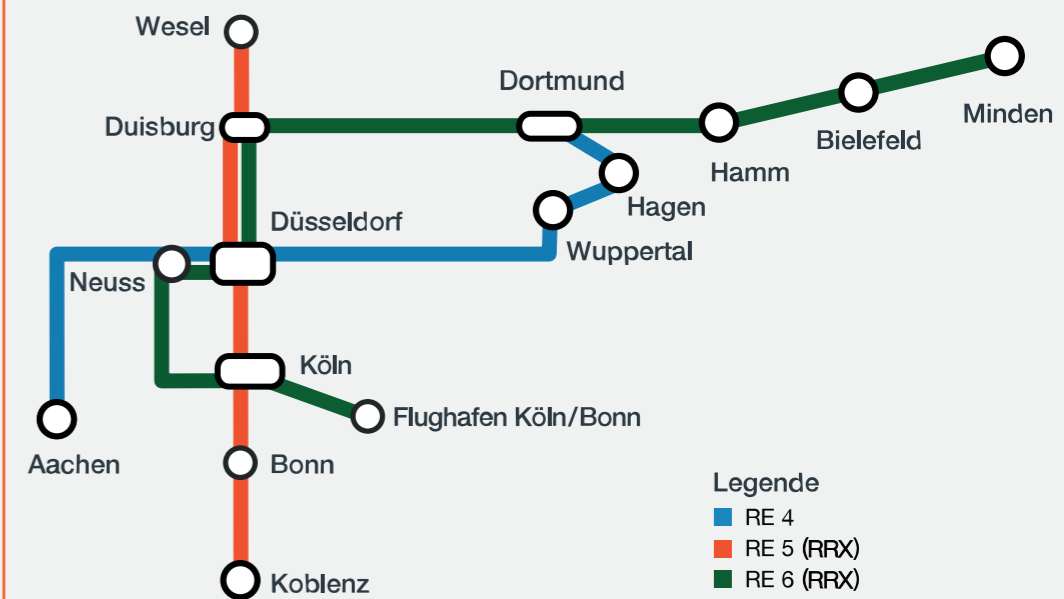 Wesel
Dortmund
Minden
Duisburg
Bielefeld
Hamm
Hagen
Düsseldorf
Wuppertal
Neuss
Köln
Flughafen Köln/Bonn
Aachen
Bonn
Legende
RE 4
RE 5 (RRX)
RE 6 (RRX)
Koblenz